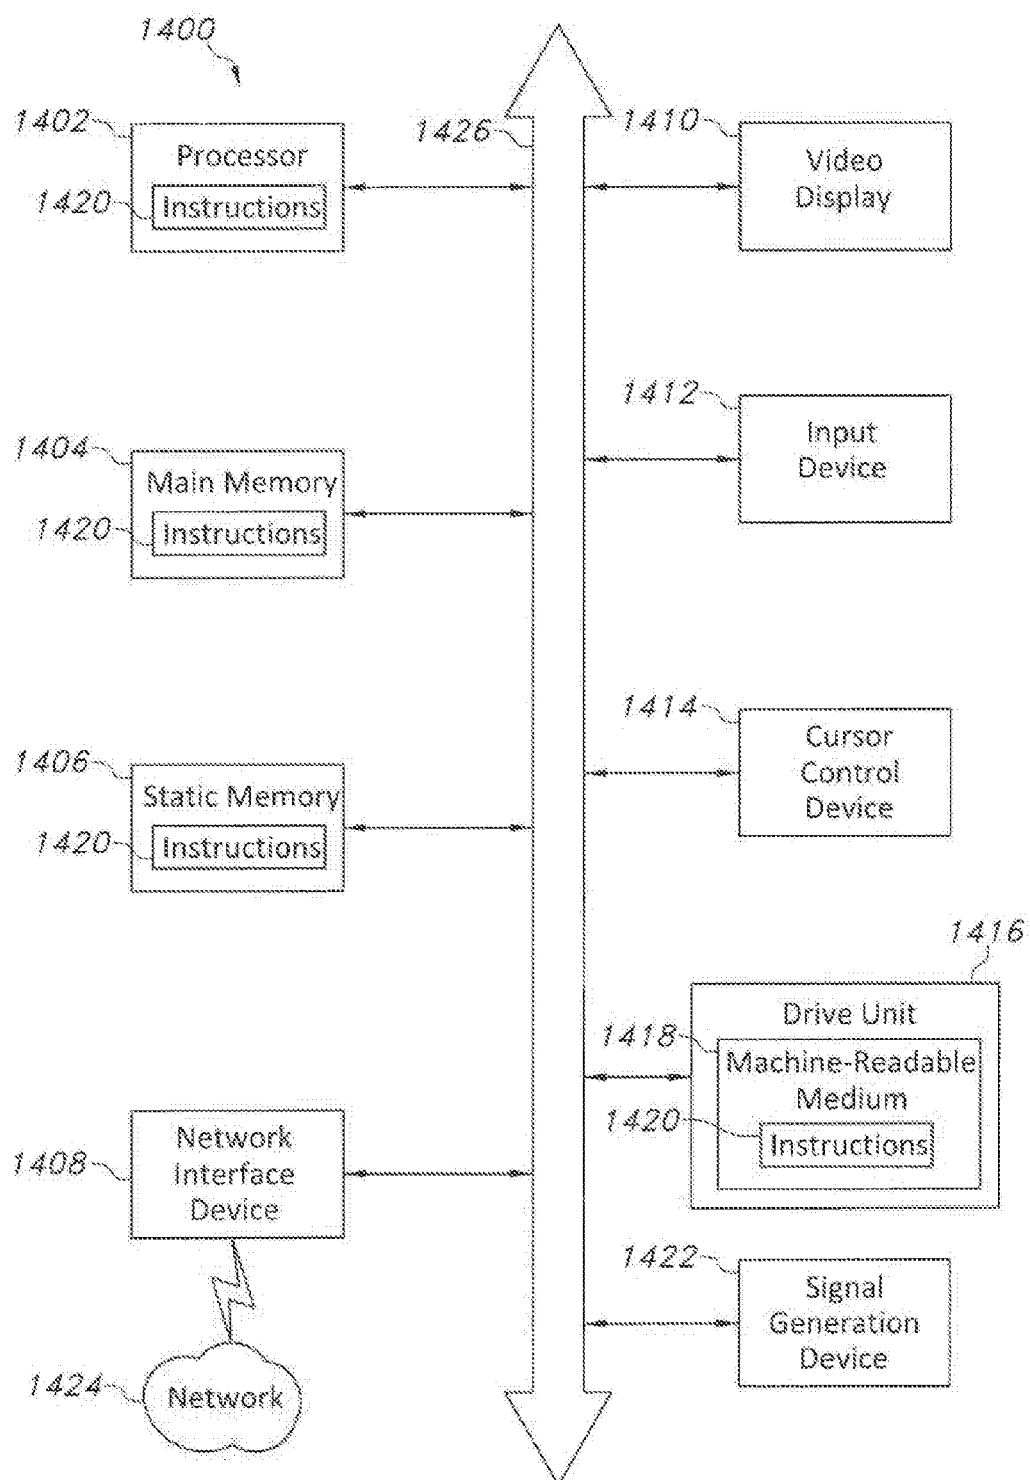 1400
1402
Processor
1420
Instructions
1426
1410
Video
Display
1404
Main Memory
1420
Instructions
1412
Input
Device
1406
Static Memory
1420
Instructions
1414
Cursor
Control
Device
1408
Network
Interface
Device
1416
Drive Unit
1418
Machine-Readable
Medium
1420
Instructions
1422
Signal
Generation
Device
1424
Network